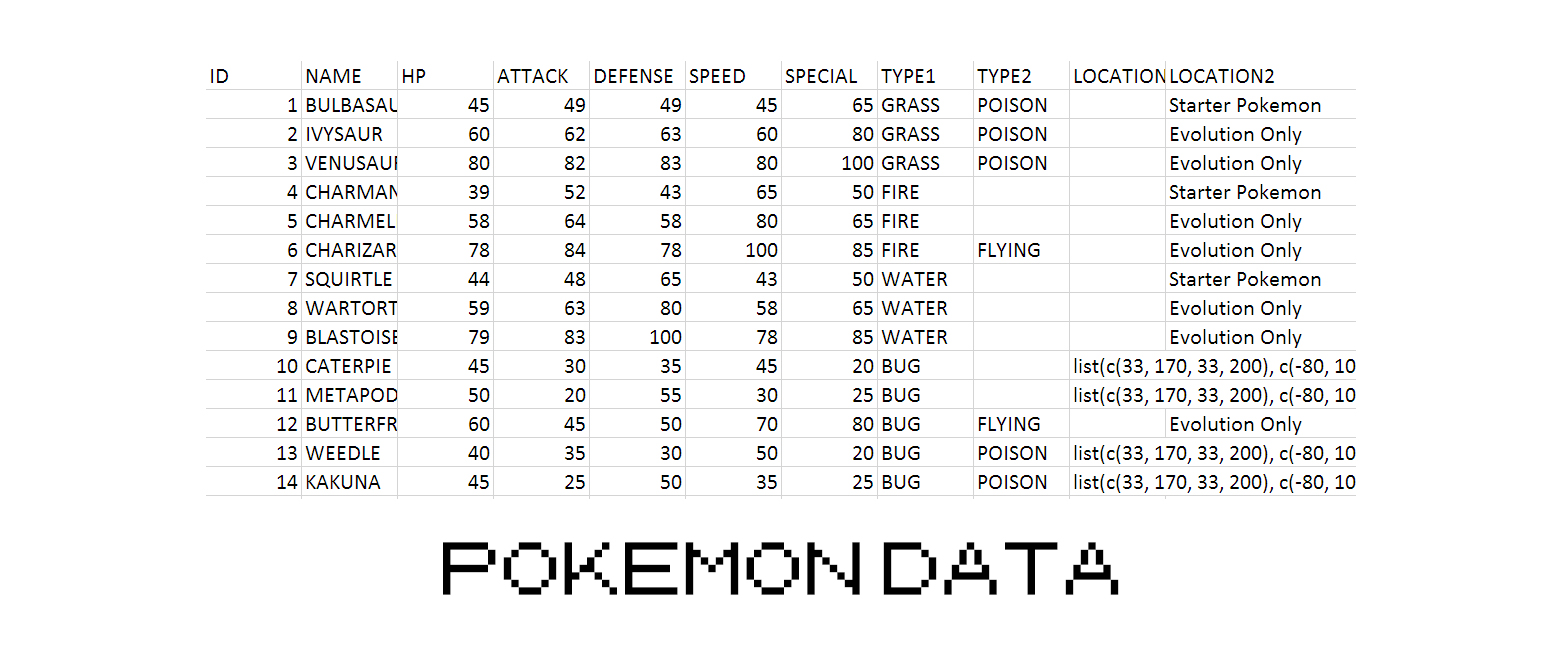 ID NAME HP ATTACK DEFENSE SPEED SPECIAL TYPE1 TYPE2 LOCATION LOCATION2
1 BULBASAU 45 49 49 45 65 GRASS POISON Starter Pokemon
2 IVYSAUR 60 62 63 60 80 GRASS POISON Evolution Only
3 VENUSAUR 80 82 83 80 100 GRASS POISON Evolution Only
4 CHARMAN 39 52 43 65 50 FIRE Starter Pokemon
5 CHARMEL 58 64 58 80 65 FIRE Evolution Only
6 CHARIZAR 78 84 78 100 85 FIRE FLYING Evolution Only
7 SQUIRTLE 44 48 65 43 50 WATER Starter Pokemon
8 WARTORT 59 63 80 58 65 WATER Evolution Only
9 BLASTOISE 79 83 100 78 85 WATER Evolution Only
10 CATERPIE 45 30 35 45 20 BUG list(c(33, 170, 33, 200), c(-80, 10
11 METAPOD 50 20 55 30 25 BUG list(c(33, 170, 33, 200), c(-80, 10
12 BUTTERFR 60 45 50 70 80 BUG FLYING Evolution Only
13 WEEDLE 40 35 30 50 20 BUG POISON list(c(33, 170, 33, 200), c(-80, 10
14 KAKUNA 45 25 50 35 25 BUG POISON list(c(33, 170, 33, 200), c(-80, 10
POKEMON DATA